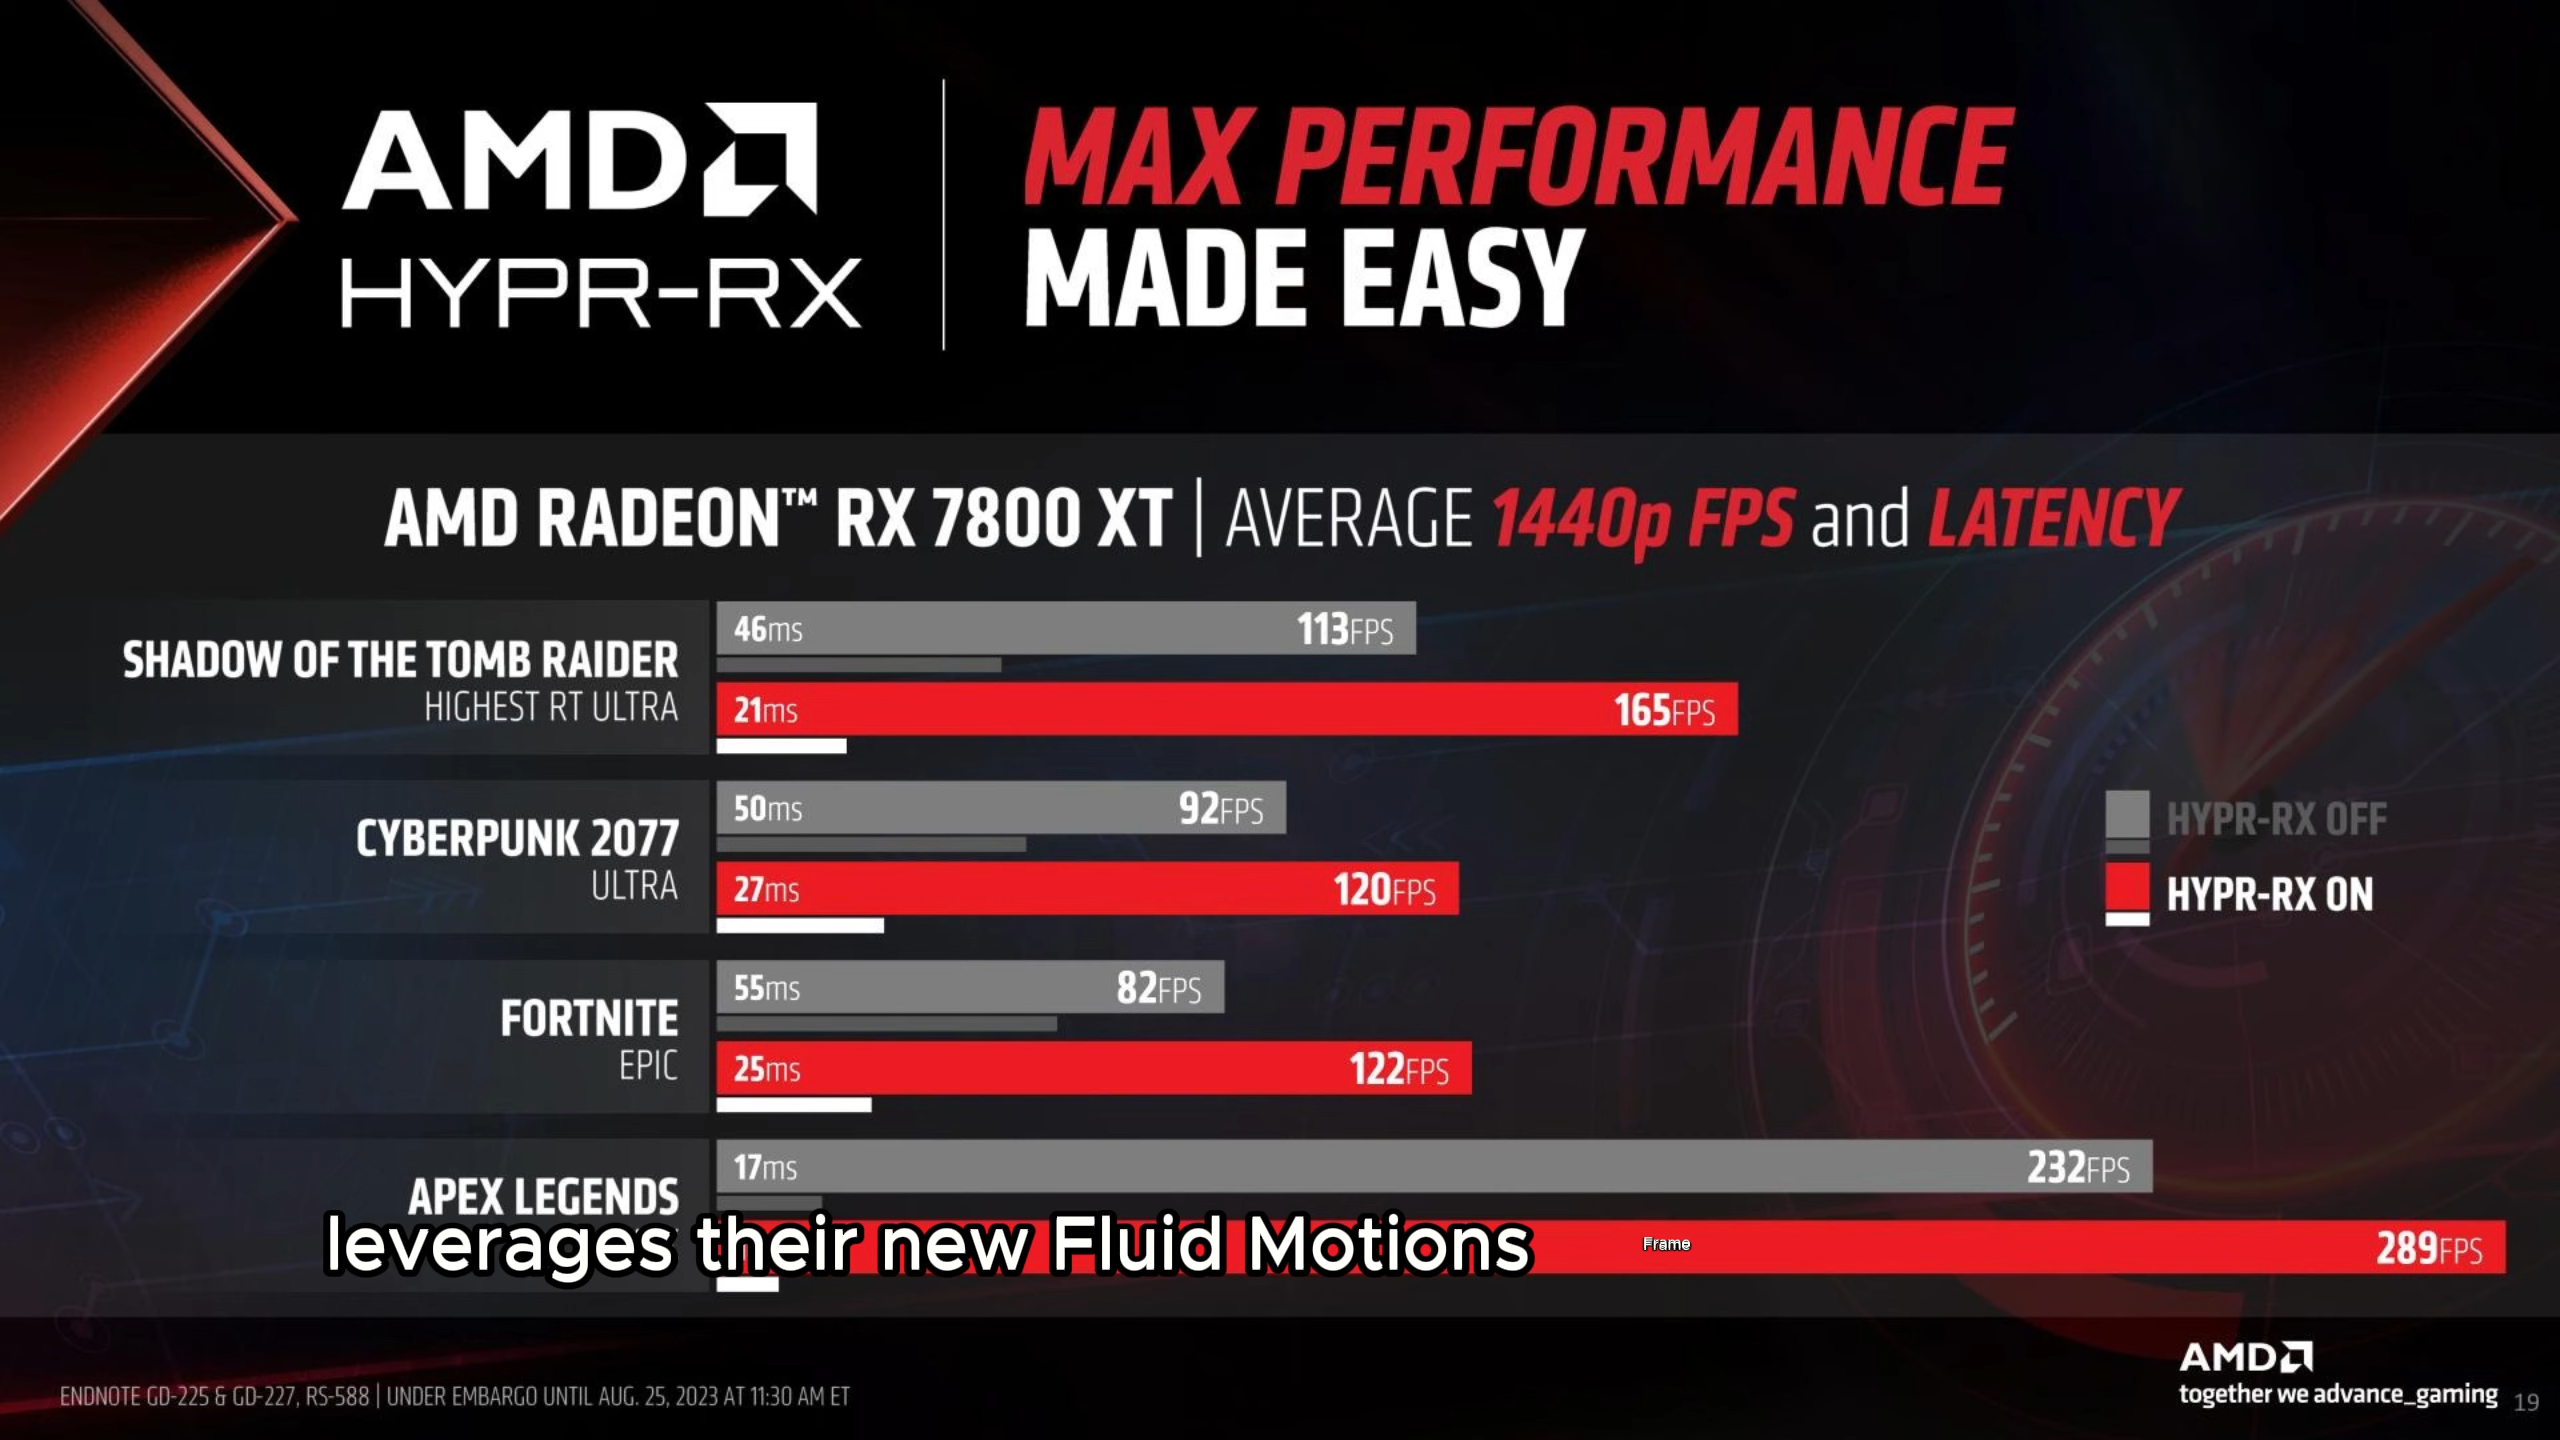 AMD
HYPR-RX
MAX PERFORMANCE
MADE EASY
AMD RADEON™ RX 7800 XT | AVERAGE 1440p FPS and LATENCY
SHADOW OF THE TOMB RAIDER
HIGHEST RT ULTRA
46ms 113FPS
21ms 165FPS
CYBERPUNK 2077
ULTRA
50ms 92FPS
27ms 120FPS
FORTNITE
EPIC
55ms 82FPS
25ms 122FPS
APEX LEGENDS
17ms 232FPS
289FPS
HYPR-RX OFF
HYPR-RX ON
leverages their new Fluid Motions Frame
ENDNOTE GD-225 & GD-227, RS-588 | UNDER EMBARGO UNTIL AUG. 25, 2023 AT 11:30 AM ET
AMD
together we advance_gaming
19